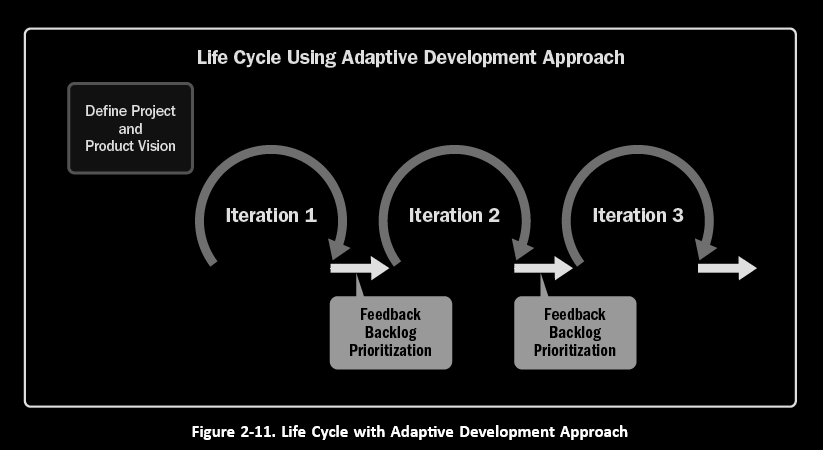 Life Cycle Using Adaptive Development Approach
Define Project
and
Product Vision
Iteration 1
Iteration 2
Iteration 3
Feedback
Backlog
Prioritization
Feedback
Backlog
Prioritization
Figure 2-11. Life Cycle with Adaptive Development Approach